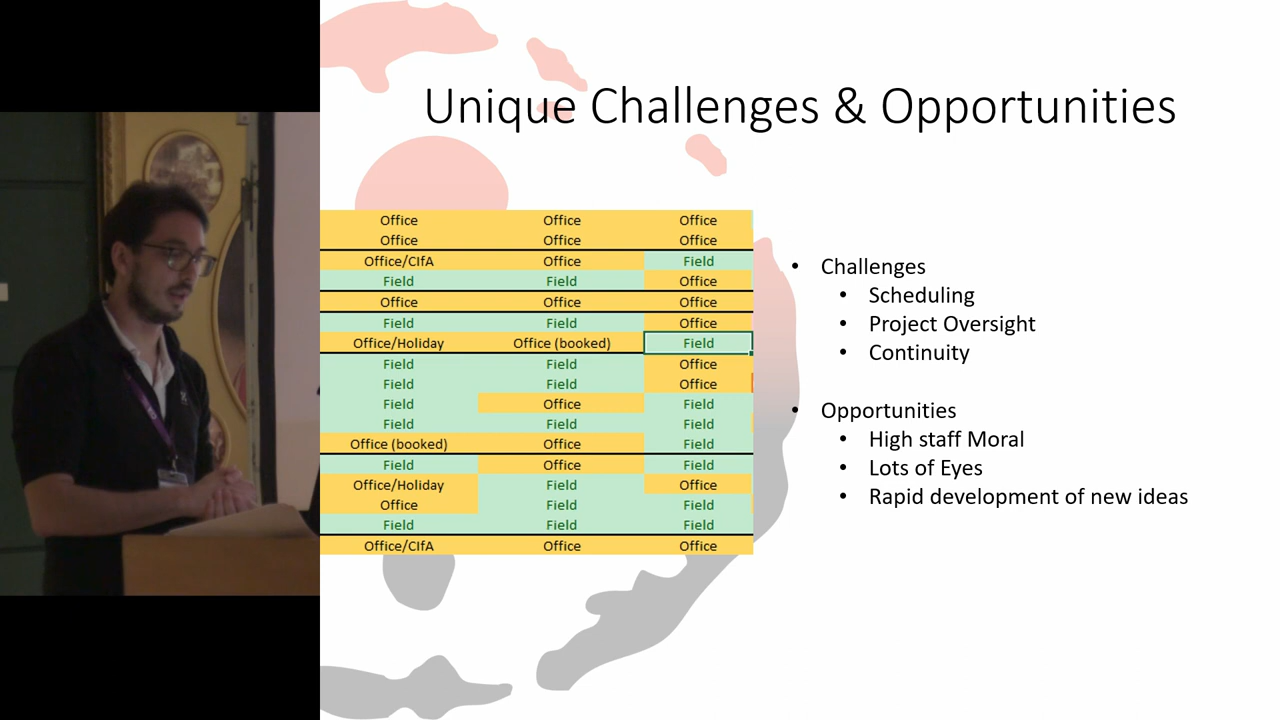 Unique Challenges & Opportunities
Office Office Office
Office Office Office
Office/CIfA Office Field
Field Field Office
Office Office Office
Field Field Office
Office/Holiday Office (booked) Field
Field Field Office
Field Field Office
Field Office Field
Field Field Field
Office (booked) Office Field
Field Office Field
Office/Holiday Field Office
Office Field Field
Field Field Field
Office/CIfA Office Office
• Challenges
• Scheduling
• Project Oversight
• Continuity
• Opportunities
• High staff Moral
• Lots of Eyes
• Rapid development of new ideas